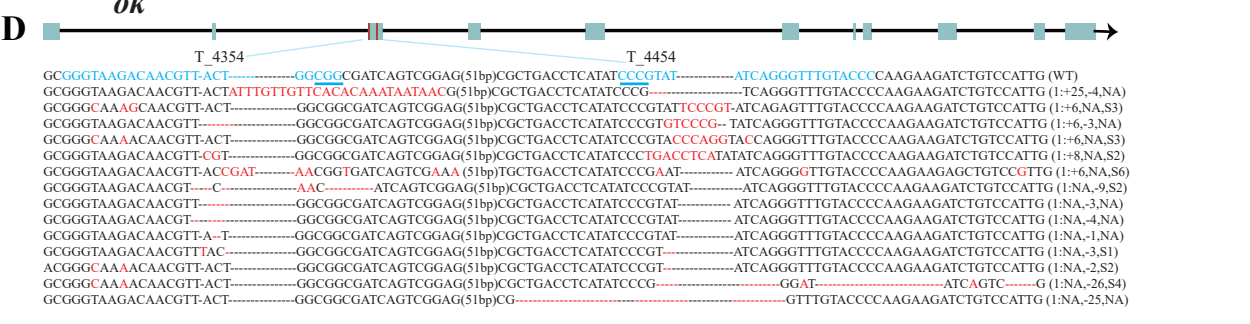 ok
D
T_4354 T_4454
GCGGGTAAGACAACGTT-ACT----------------GGCGGCGATCAGTCGGAG(51bp)CGCTGACCTCATATCCCGTAT------------ATCAGGGTTTGTACCCCCAAGAAGATCTGTCCATTG (WT)
GCGGGTAAGACAACGTT-ACTATTTGTTGTTCACACAAATAATAACG(51bp)CGCTGACCTCATATCCCG-------------------TCAGGGTTTGTACCCCAAGAAGATCTGTCCATTG (1:+25,-4,NA)
GCGGGCAAAGCAACGTT-ACT----------------GGCGGCGATCAGTCGGAG(51bp)CGCTGACCTCATATCCCGTATTCCCGT-ATCAGAGTTTGTACCCCAAGAAGATCTGTCCATTG (1:+6,NA,S3)
GCGGGTAAGACAACGTT---------------------GGCGGCGATCAGTCGGAG(51bp)CGCTGACCTCATATCCCGTGTCCCG-- TATCAGGGTTTGTACCCCAAGAAGATCTGTCCATTG (1:+6,-3,NA)
GCGGGCAAAACAACGTT-ACT----------------GGCGGCGATCAGTCGGAG(51bp)CGCTGACCTCATATCCCGTACCCAGGTACCAGGGTTTGTACCCCAAGAAGATCTGTCCATTG (1:+6,NA,S3)
GCGGGTAAGACAACGTT-CGT----------------GGCGGCGATCAGTCGGAG(51bp)CGCTGACCTCATATCCCTGACCTCATATATCAGGGTTTGTACCCCAAGAAGATCTGTCCATTG (1:+8,NA,S2)
GCGGGTAAGACAACGTT-ACCGAT---------AACGGTGATCAGTCGAAA (51bp)TGCTGACCTCATATCCCGAAT----------- ATCAGGGGTTGTACCCCAAGAAGAGCTGTCCGTTG (1:+6,NA,S6)
GCGGGTAAGACAACGT-----C-----------------AAC-----------ATCAGTCGGAG(51bp)CGCTGACCTCATATCCCGTAT-----------ATCAGGGTTTGTACCCCAAGAAGATCTGTCCATTG (1:NA,-9,S2)
GCGGGTAAGACAACGTT----------------------GGCGGCGATCAGTCGGAG(51bp)CGCTGACCTCATATCCCGTAT----------- ATCAGGGTTTGTACCCCAAGAAGATCTGTCCATTG (1:NA,-3,NA)
GCGGGTAAGACAACGT------------------------GGCGGCGATCAGTCGGAG(51bp)CGCTGACCTCATATCCCGTAT----------- ATCAGGGTTTGTACCCCAAGAAGATCTGTCCATTG (1:NA,-4,NA)
GCGGGTAAGACAACGTT-A--T-----------------GGCGGCGATCAGTCGGAG(51bp)CGCTGACCTCATATCCCGTAT----------- ATCAGGGTTTGTACCCCAAGAAGATCTGTCCATTG (1:NA,-1,NA)
GCGGGTAAGACAACGTTTAC-----------------GGCGGCGATCAGTCGGAG(51bp)CGCTGACCTCATATCCCGT-----------------ATCAGGGTTTGTACCCCAAGAAGATCTGTCCATTG (1:NA,-3,S1)
ACGGGCAAAACAACGTT-ACT----------------GGCGGCGATCAGTCGGAG(51bp)CGCTGACCTCATATCCCGT-----------------ATCAGGGTTTGTACCCCAAGAAGATCTGTCCATTG (1:NA,-2,S2)
GCGGGCAAAACAACGTT-ACT----------------GGCGGCGATCAGTCGGAG(51bp)CGCTGACCTCATATCCCG------------------------------GGAT-------------------------------ATCAGTC-------G (1:NA,-26,S4)
GCGGGTAAGACAACGTT-ACT----------------GGCGGCGATCAGTCGGAG(51bp)CG------------------------------------------------------------------GTTTGTACCCCAAGAAGATCTGTCCATTG (1:NA,-25,NA)